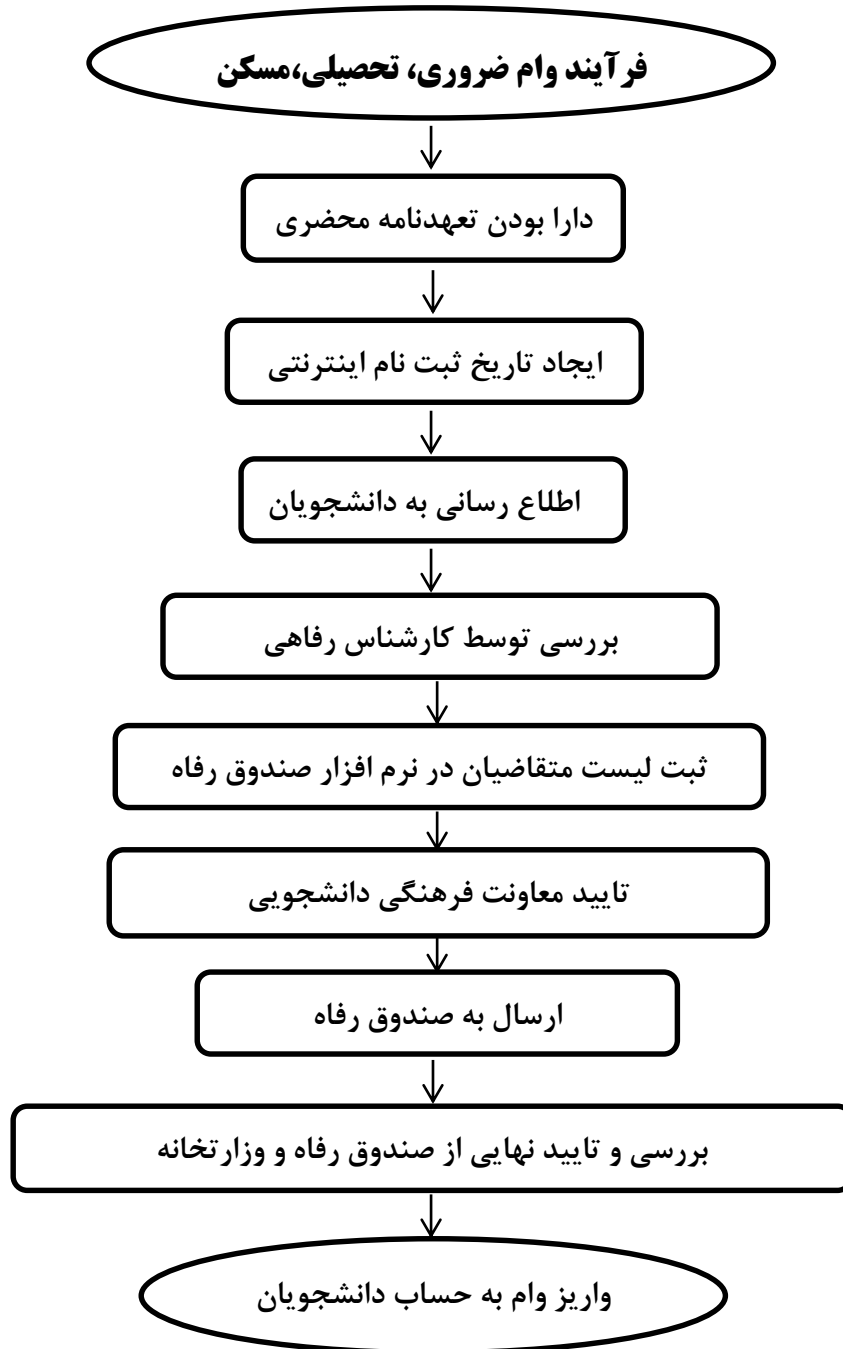 فرآیند وام ضروری، تحصیلی،مسکن
دارا بودن تعهدنامه محضری
ایجاد تاریخ ثبت نام اینترنتی
اطلاع رسانی به دانشجویان
بررسی توسط کارشناس رفاهی
ثبت لیست متقاضیان در نرم افزار صندوق رفاه
تایید معاونت فرهنگی دانشجویی
ارسال به صندوق رفاه
بررسی و تایید نهایی از صندوق رفاه و وزارتخانه
واریز وام به حساب دانشجویان